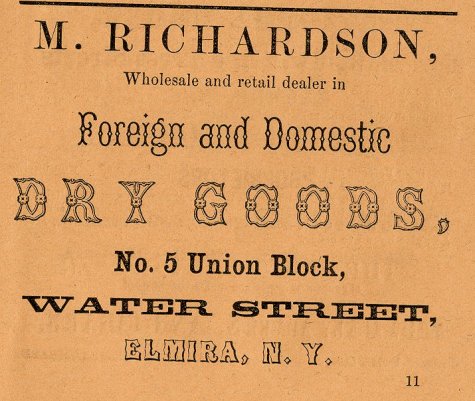 M. RICHARDSON,
Wholesale and retail dealer in
Foreign and Domestic
DRY GOODS,
No. 5 Union Block,
WATER STREET,
ELMIRA, N. Y.
11